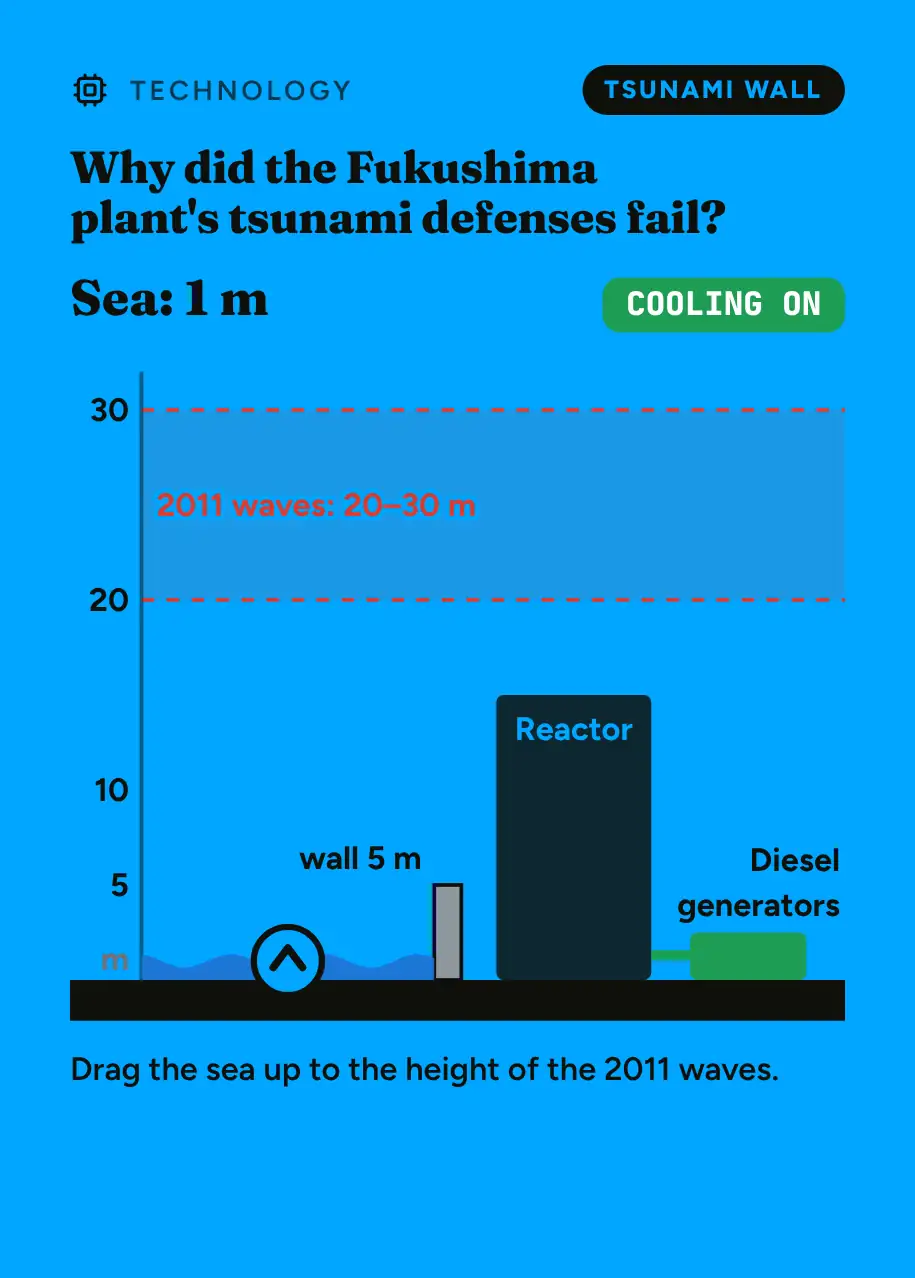 TECHNOLOGY
TSUNAMI WALL
Why did the Fukushima
plant's tsunami defenses fail?
Sea: 1 m
COOLING ON
30
2011 waves: 20–30 m
20
Reactor
10
wall 5 m
Diesel
generators
5
m
Drag the sea up to the height of the 2011 waves.